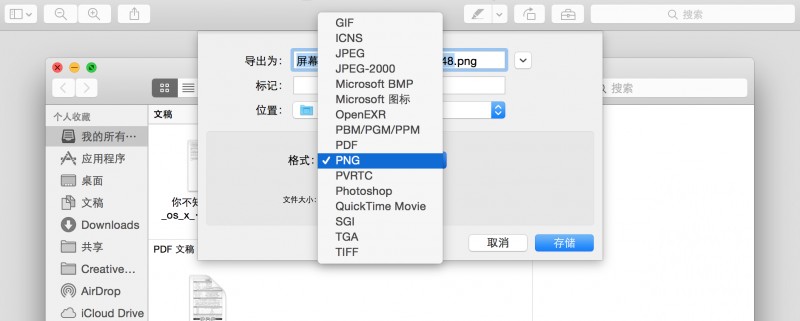 搜索
导出为：
屏幕
48.png
标记：
位置：
格式：
文件大小：
GIF
ICNS
JPEG
JPEG-2000
Microsoft BMP
Microsoft 图标
OpenEXR
PBM/PGM/PPM
PDF
✓ PNG
PVRTC
Photoshop
QuickTime Movie
SGI
TGA
TIFF
取消
存储
搜索
个人收藏
我的所有…
应用程序
桌面
文稿
Downloads
共享
Creative…
AirDrop
iCloud Drive
文稿
你不知
_os_x_
PDF 文稿